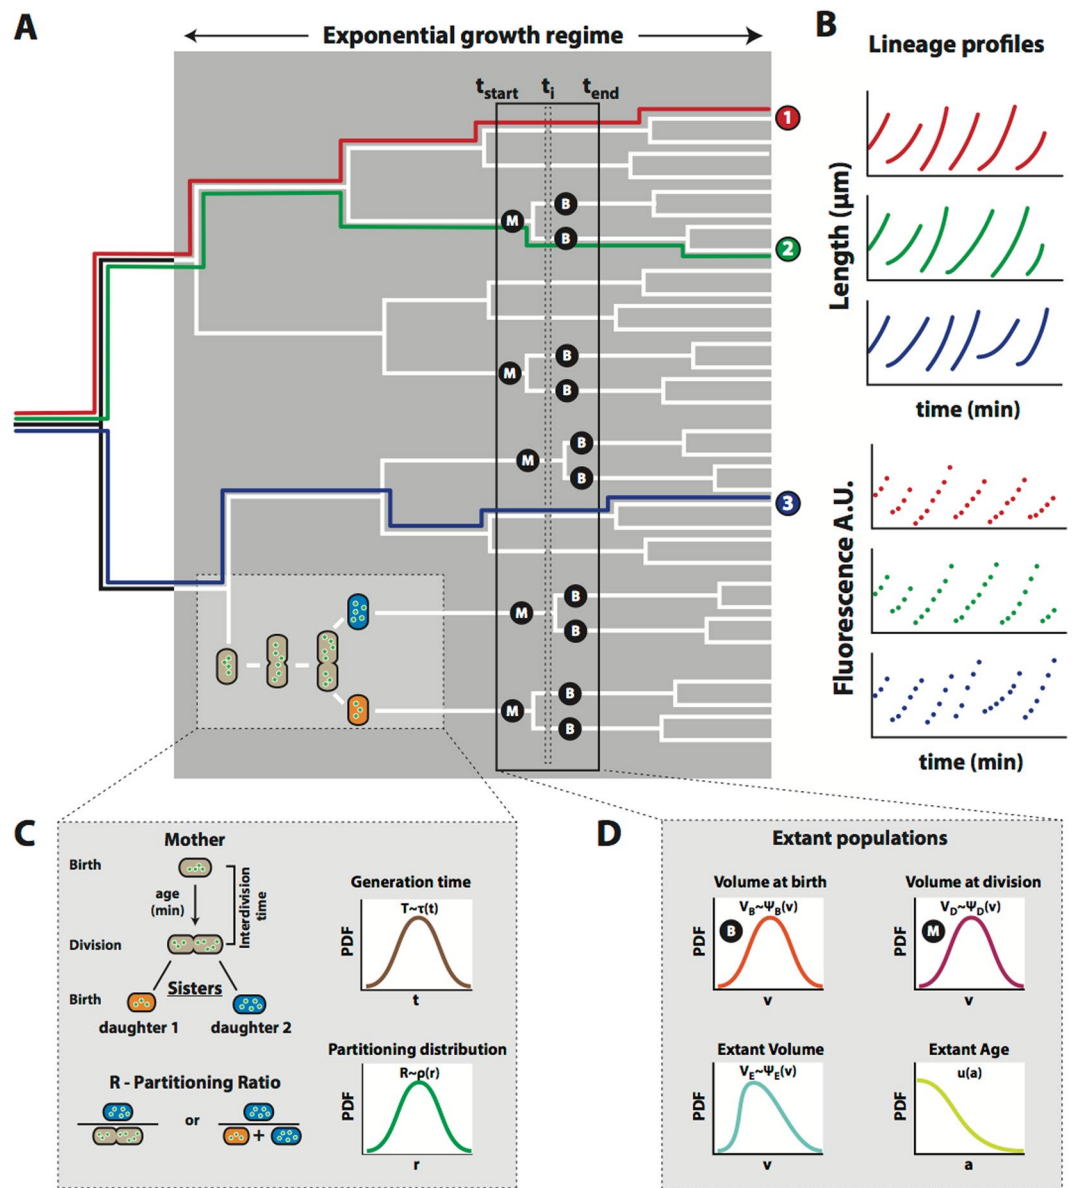 A
Exponential growth regime
t_start t_i t_end
1
M
B
B
2
M
B
B
M
B
B
3
M
B
B
M
B
B
B
Lineage profiles
Length (µm)
time (min)
Fluorescence A.U.
time (min)
C
Mother
Birth
age
(min)
Interdivision
time
Division
Sisters
Birth
daughter 1 daughter 2
R - Partitioning Ratio
or
+
Generation time
T~τ(t)
PDF
t
Partitioning distribution
R~ρ(r)
PDF
r
D
Extant populations
Volume at birth
V_B~Ψ_B(v)
B
PDF
v
Volume at division
V_D~Ψ_D(v)
M
PDF
v
Extant Volume
V_E~Ψ_E(v)
PDF
v
Extant Age
u(a)
PDF
a